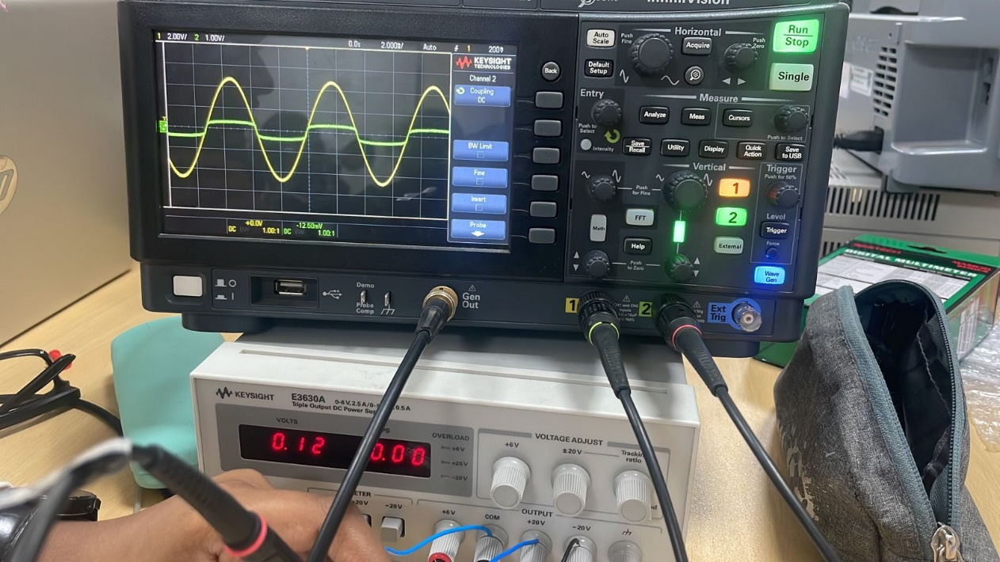 InfiniiVision
1 2.00V/ 2 1.00V/ 0.0s 2.000$/ Auto 1 200
KEYSIGHT
TECHNOLOGIES
Channel 2
Coupling
DC
BW Limit
Fine
Invert
Probe
DC BW +0.0V 1.00:1 DC BW -12.50mV 1.00:1
Back
Auto
Scale
Default
Setup
Push
Fine
Horizontal
Acquire
Push
Zero
Run
Stop
Single
Entry
Push to
Select
Intensity
Measure
Analyze
Meas
Cursors
Push to Select
Save
Recall
Utility
Display
Quick
Action
Save
to USB
Vertical
Push
for Fine
1
2
FFT
Math
Help
External
Push
to Zero
Trigger
Push for 50%
Level
Trigger
Force
Wave
Gen
Demo
Probe
Comp
Gen
Out
1
2
Ext
Trig
KEYSIGHT
E3630A
0-6V, 2.5A/0-
0.5A
Triple Output DC Power Sup
VOLTS
0.12
0.00
OVERLOAD
+6V
+20V
-20V
VOLTAGE ADJUST
+6V
±20V
Tracking
ratio
METER
+20V
-20V
OUTPUT
+6V
COM
+20V
-20V
DIGITAL MULTIMETER